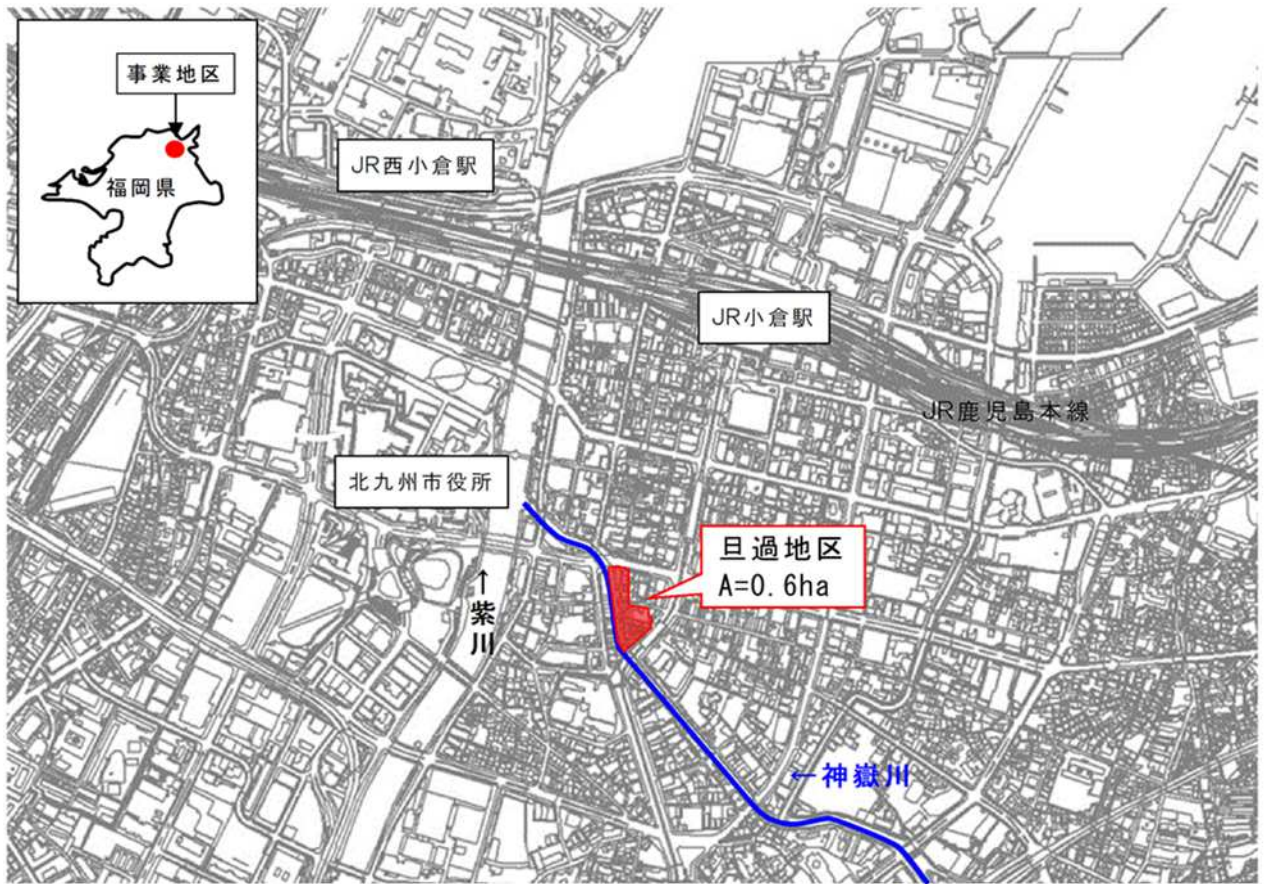 事業地区
福岡県
JR西小倉駅
JR小倉駅
JR鹿児島本線
北九州市役所
旦過地区
A=0.6ha
↑紫川
←神嶽川